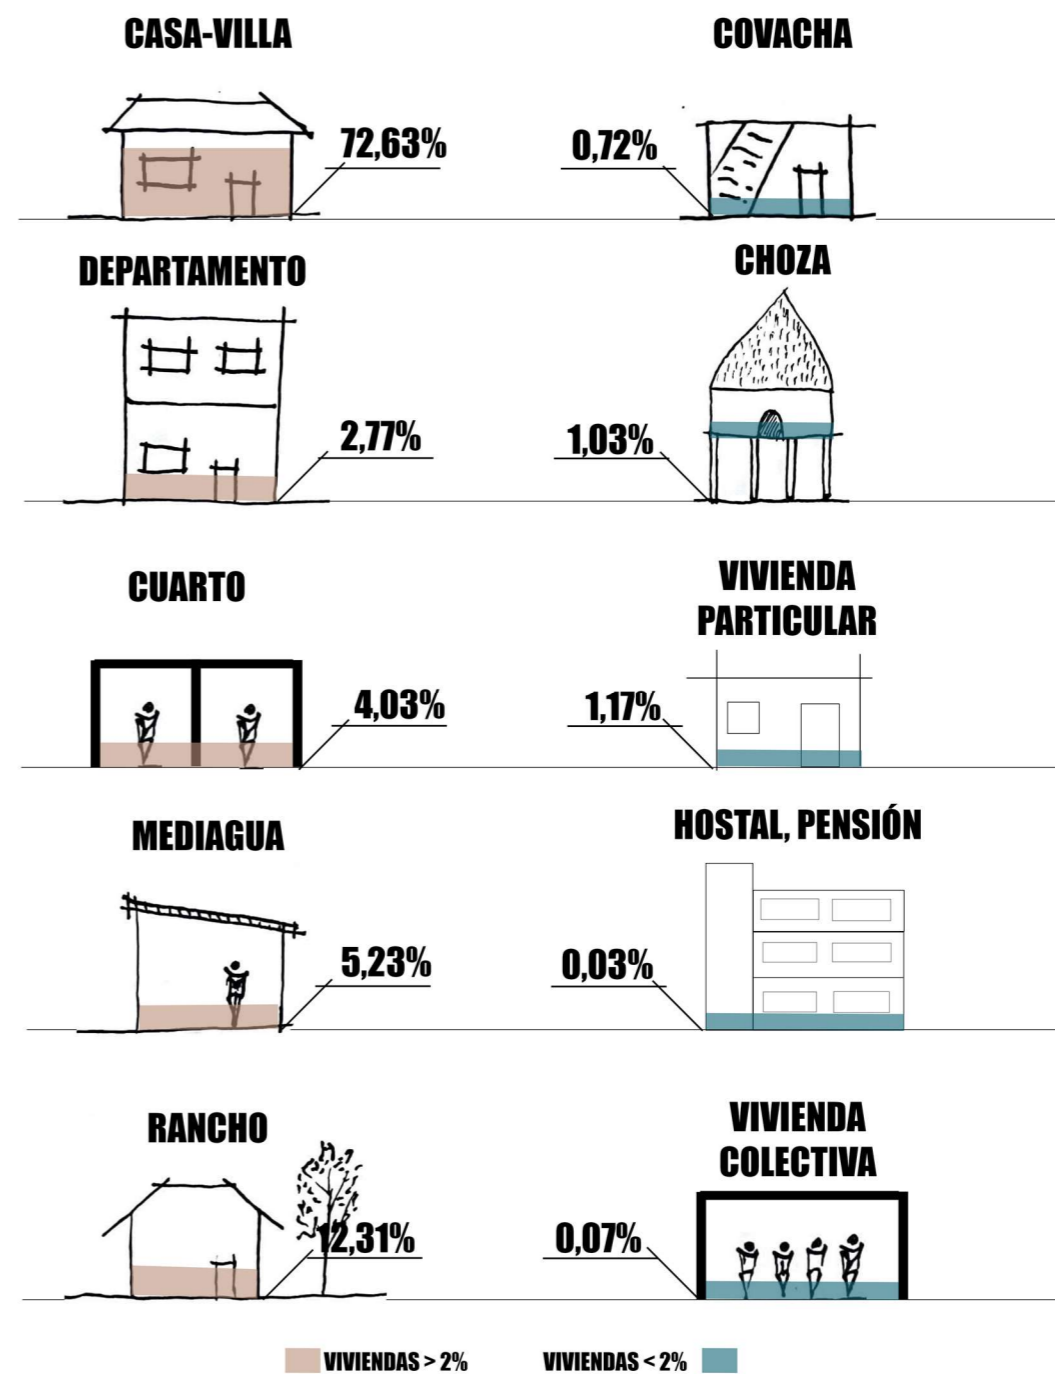 CASA-VILLA
72,63%
COVACHA
0,72%
DEPARTAMENTO
2,77%
CHOZA
1,03%
CUARTO
4,03%
VIVIENDA
PARTICULAR
1,17%
MEDIAGUA
5,23%
HOSTAL, PENSIÓN
0,03%
RANCHO
12,31%
VIVIENDA
COLECTIVA
0,07%
VIVIENDAS > 2%
VIVIENDAS < 2%